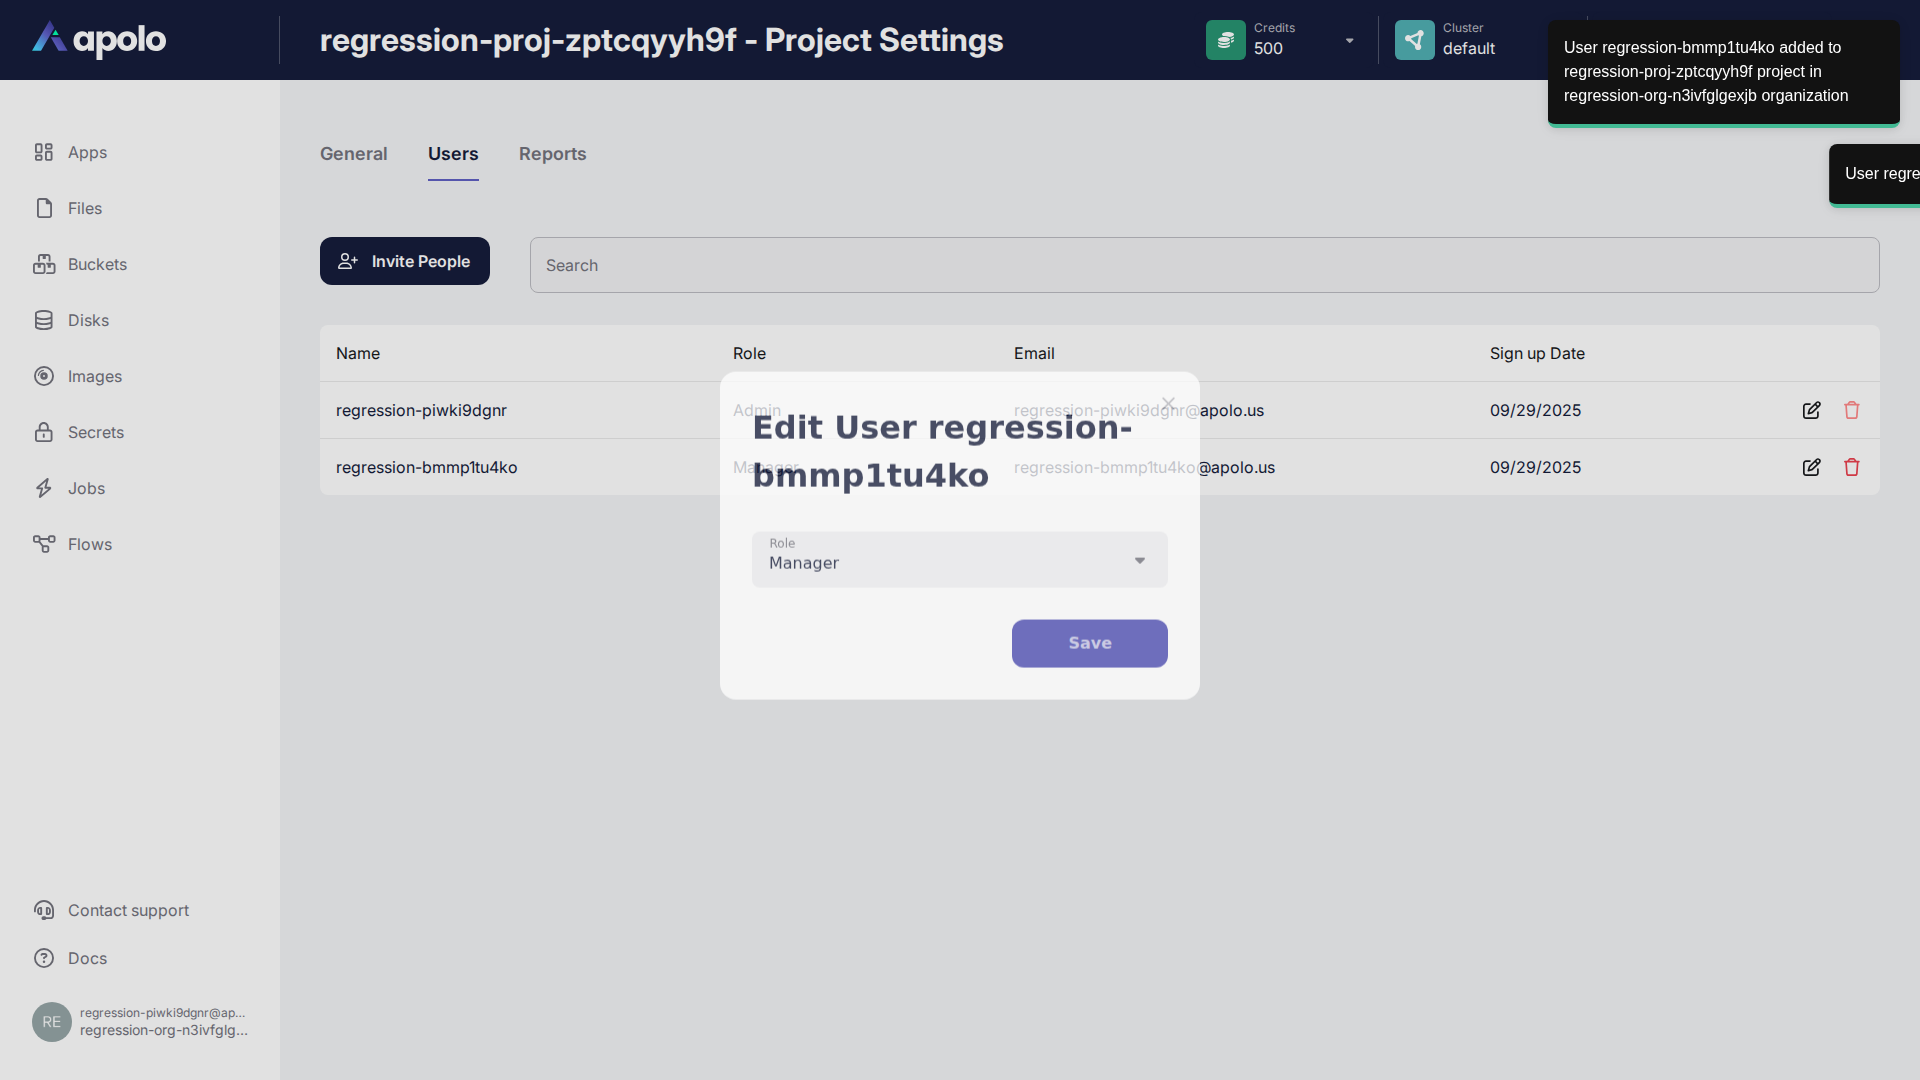 apolo
regression-proj-zptcqyyh9f - Project Settings
Credits
500
Cluster
default
User regression-bmmp1tu4ko added to
regression-proj-zptcqyyh9f project in
regression-org-n3ivfglgexjb organization
User regre
Apps
Files
Buckets
Disks
Images
Secrets
Jobs
Flows
Contact support
Docs
RE
regression-piwki9dgnr@ap...
regression-org-n3ivfglg...
General
Users
Reports
Invite People
Search
Name Role Email Sign up Date
regression-piwki9dgnr Admin regression-piwki9dgnr@apolo.us 09/29/2025
regression-bmmp1tu4ko Manager regression-bmmp1tu4ko@apolo.us 09/29/2025
Edit User regression-
bmmp1tu4ko
Role
Manager
Save